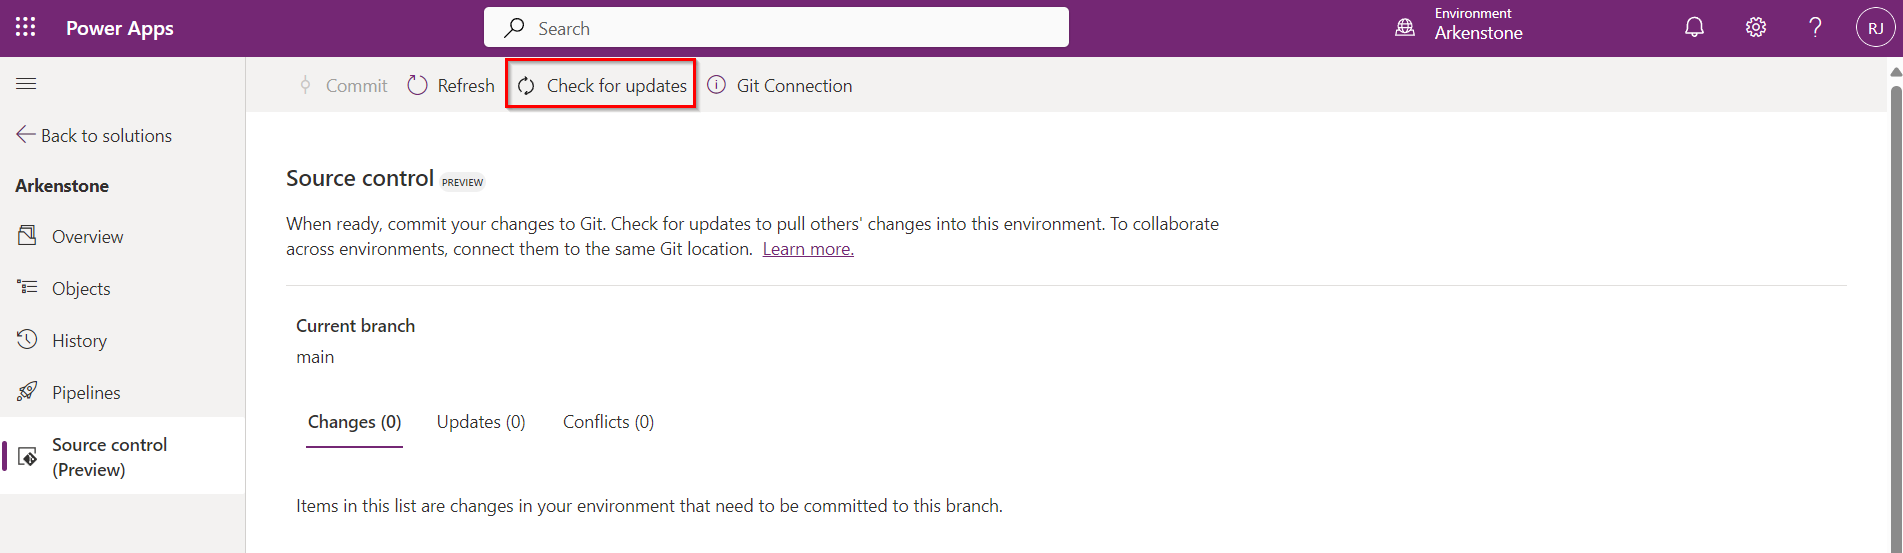 Power Apps
Search
Environment
Arkenstone
?
RJ
Commit
Refresh
Check for updates
Git Connection
Back to solutions
Arkenstone
Overview
Objects
History
Pipelines
Source control
(Preview)
Source control PREVIEW
When ready, commit your changes to Git. Check for updates to pull others' changes into this environment. To collaborate
across environments, connect them to the same Git location. Learn more.
Current branch
main
Changes (0) Updates (0) Conflicts (0)
Items in this list are changes in your environment that need to be committed to this branch.